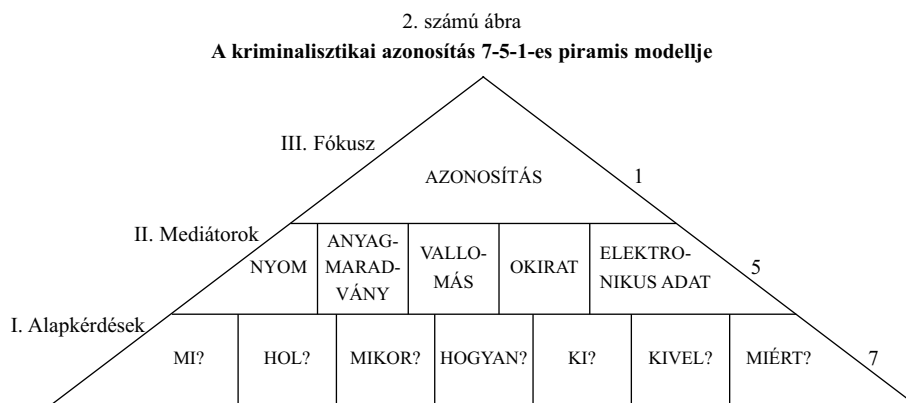 2. számú ábra
A kriminalisztikai azonosítás 7-5-1-es piramis modellje
III. Fókusz
AZONOSÍTÁS
1
II. Mediátorok
NYOM
ANYAG-
MARAD-
VÁNY
VALLO-
MÁS
OKIRAT
ELEKTRO-
NIKUS ADAT
5
I. Alapkérdések
MI?
HOL?
MIKOR?
HOGYAN?
KI?
KIVEL?
MIÉRT?
7